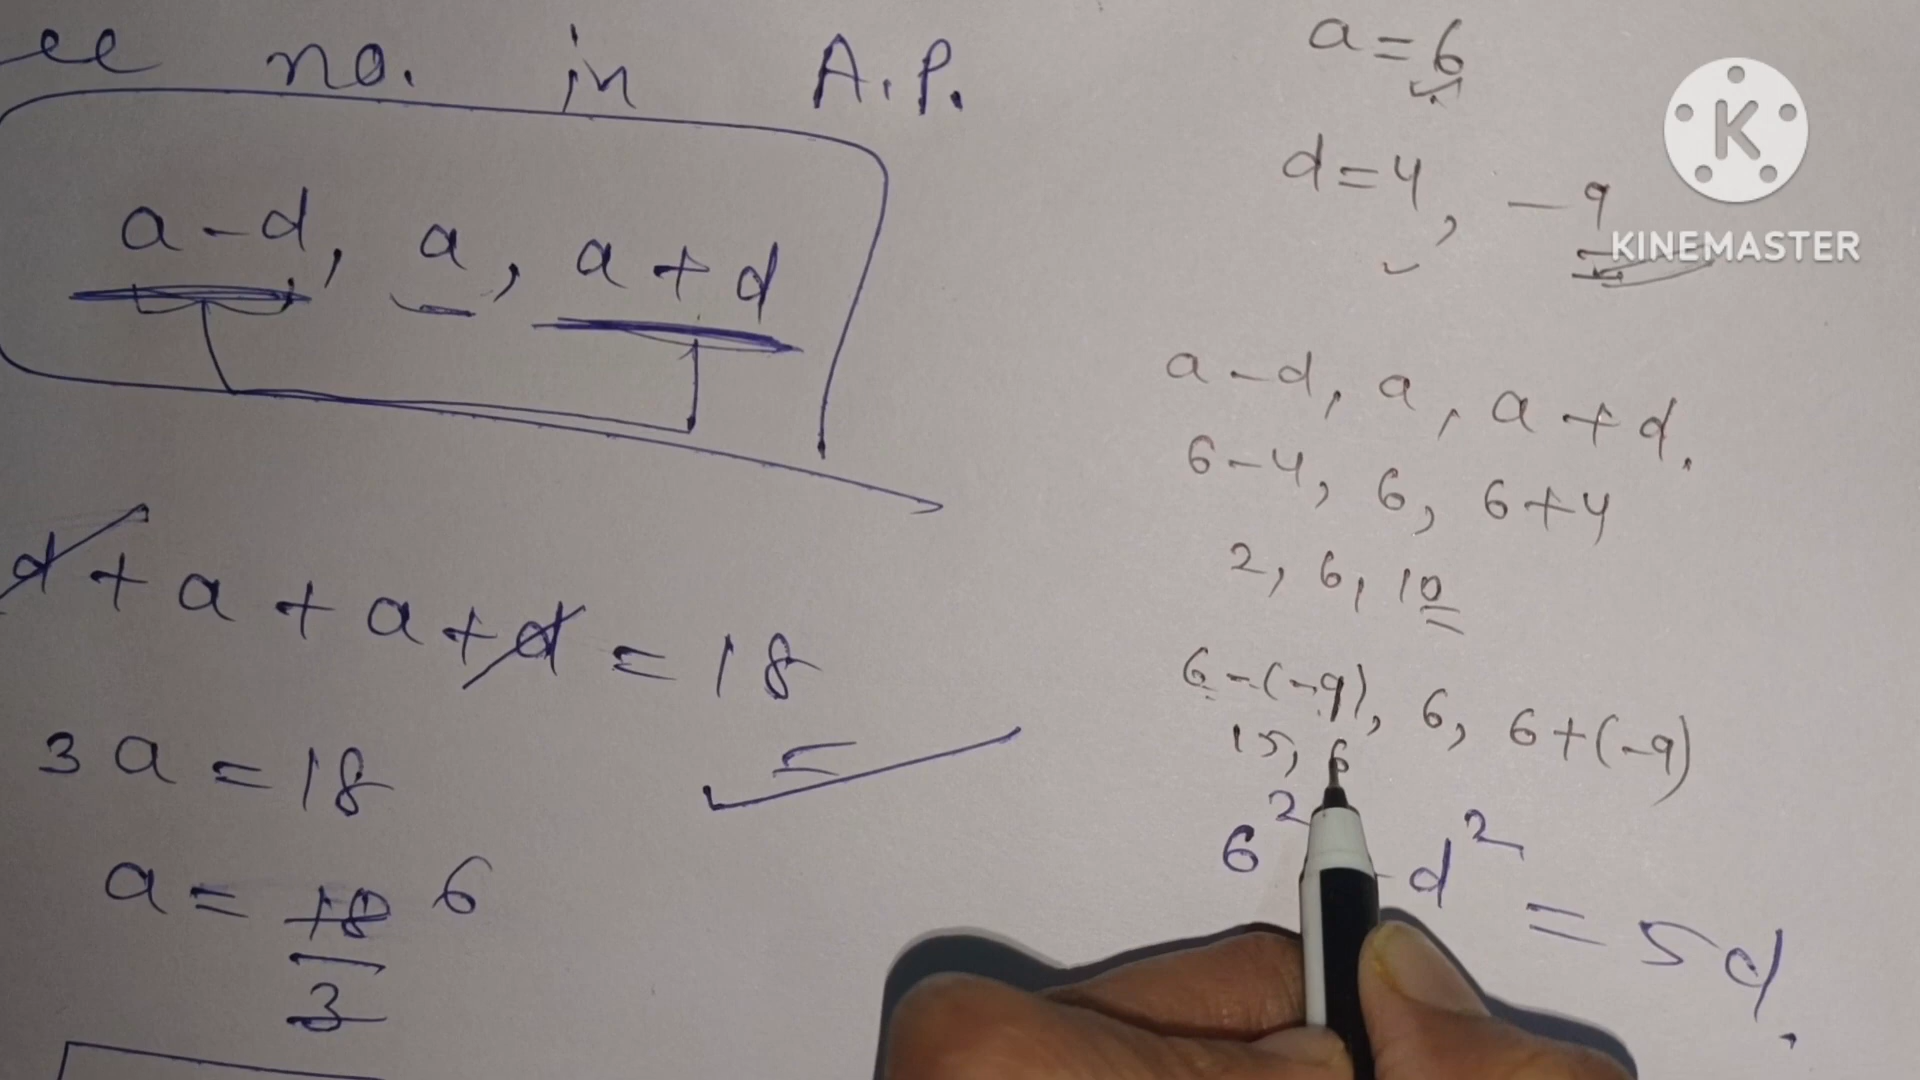 no. in A.P.
a-d, a, a+d
d + a + a + d = 18
3a = 18
a = 18 6
3
a = 6
d = 4, -9
KINEMASTER
a-d, a, a+d.
6-4, 6, 6+4
2, 6, 10
6-(-9), 6, 6+(-9)
15, 6
6² - d² = 5d.